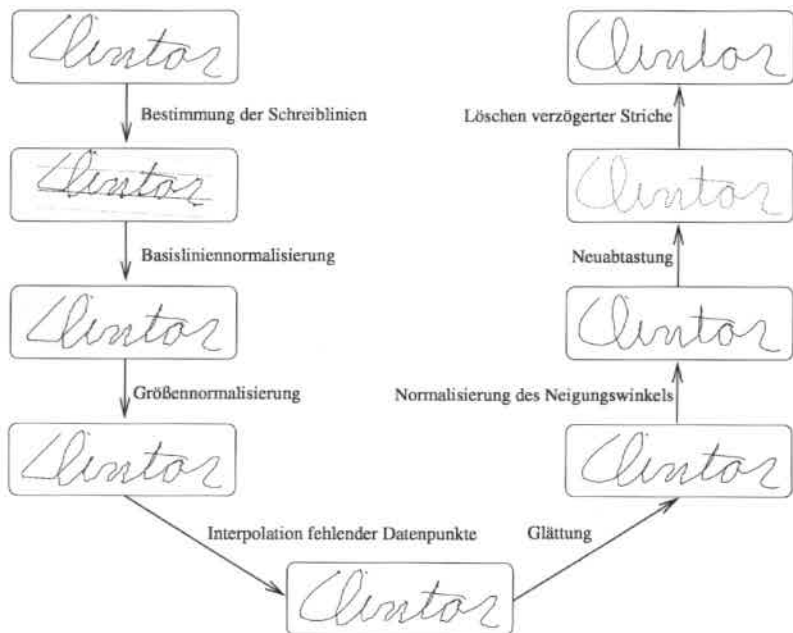 Clinton
Bestimmung der Schreiblinien
Clinton
Basisliniennormalisierung
Clinton
Größennormalisierung
Clinton
Interpolation fehlender Datenpunkte
Clinton
Glättung
Clinton
Normalisierung des Neigungswinkels
Clinton
Neuabtastung
Clinton
Löschen verzögerter Striche
Clinton